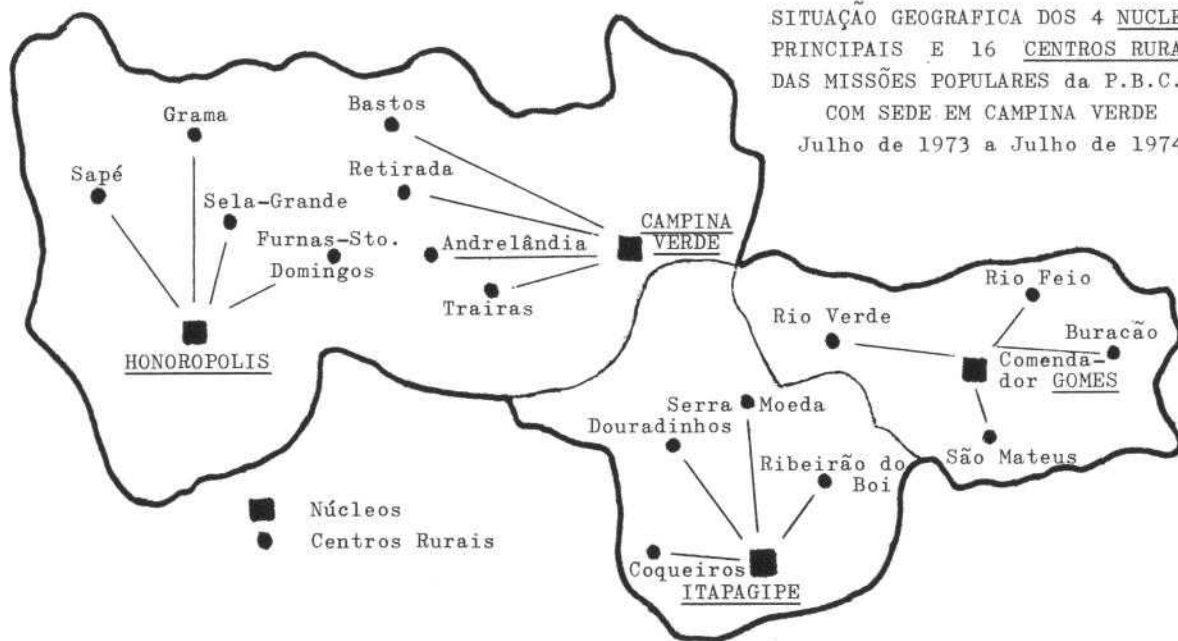 SITUAÇÃO GEOGRAFICA DOS 4
PRINCIPAIS E 16 CENTROS
DAS MISSÕES POPULARES da P.B.C.
COM SEDE EM CAMPINA VERDE
Julho de 1973 a Julho de 1974
Grama
Bastos
Sapé
Retirada
Sela-Grande
CAMPINA
VERDE
Furnas-Sto.
Domingos
Andrelândia
Trairas
HONOROPOLIS
Rio Feio
Rio Verde
Buracão
Comenda-
dor GOMES
São Mateus
Serra Moeda
Douradinhos
Ribeirão do
Boi
Coqueiros
ITAPAGIPE
Núcleos
Centros Rurais